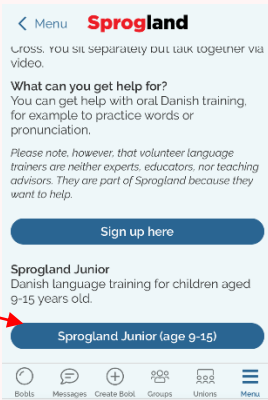 Menu Sprogland
Cross. You sit separately but talk together via
video.
What can you get help for?
You can get help with oral Danish training,
for example to practice words or
pronunciation.
Please note, however, that volunteer language
trainers are neither experts, educators, nor teaching
advisors. They are part of Sprogland because they
want to help.
Sign up here
Sprogland Junior
Danish language training for children aged
9-15 years old.
Sprogland Junior (age 9-15)
Bobls Messages Create Bobl Groups Unions Menu